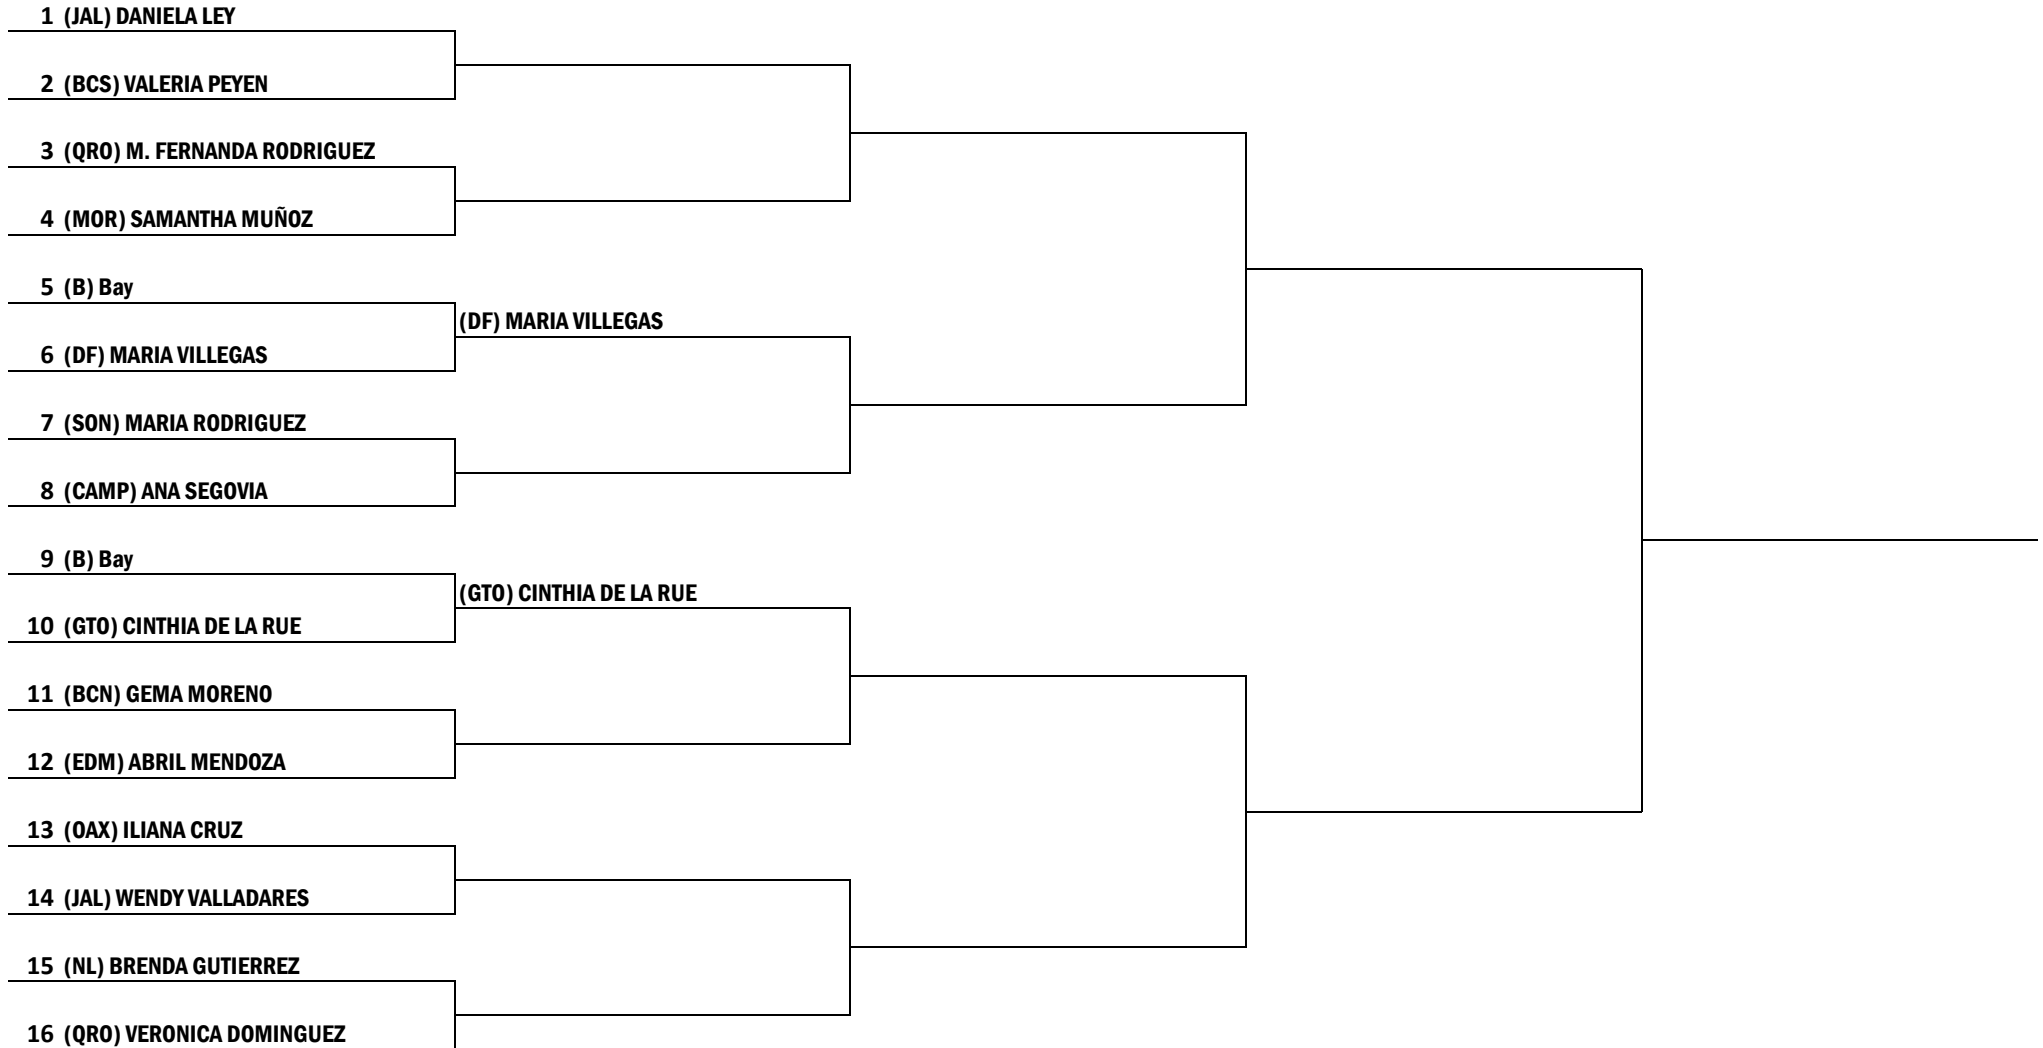 1 (JAL) DANIELA LEY
2 (BCS) VALERIA PEYEN
3 (QRO) M. FERNANDA RODRIGUEZ
4 (MOR) SAMANTHA MUÑOZ
5 (B) Bay
(DF) MARIA VILLEGAS
6 (DF) MARIA VILLEGAS
7 (SON) MARIA RODRIGUEZ
8 (CAMP) ANA SEGOVIA
9 (B) Bay
(GTO) CINTHIA DE LA RUE
10 (GTO) CINTHIA DE LA RUE
11 (BCN) GEMA MORENO
12 (EDM) ABRIL MENDOZA
13 (OAX) ILIANA CRUZ
14 (JAL) WENDY VALLADARES
15 (NL) BRENDA GUTIERREZ
16 (QRO) VERONICA DOMINGUEZ